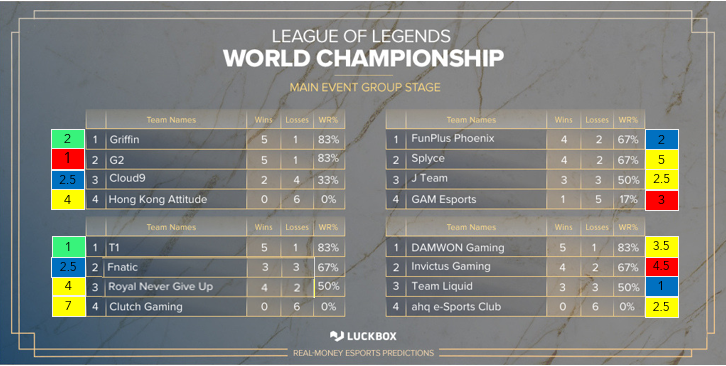 LEAGUE OF LEGENDS
WORLD CHAMPIONSHIP
MAIN EVENT GROUP STAGE
Team Names Wins Losses WR%
2 1 Griffin 5 1 83%
1 2 G2 5 1 83%
2.5 3 Cloud9 2 4 33%
4 4 Hong Kong Attitude 0 6 0%
Team Names Wins Losses WR%
1 FunPlus Phoenix 4 2 67% 2
2 Splyce 4 2 67% 5
3 J Team 3 3 50% 2.5
4 GAM Esports 1 5 17% 3
Team Names Wins Losses WR%
1 1 T1 5 1 83%
2.5 2 Fnatic 3 3 67%
4 3 Royal Never Give Up 4 2 50%
7 4 Clutch Gaming 0 6 0%
Team Names Wins Losses WR%
1 DAMWON Gaming 5 1 83% 3.5
2 Invictus Gaming 4 2 67% 4.5
3 Team Liquid 3 3 50% 1
4 ahq e-Sports Club 0 6 0% 2.5
LUCKBOX
REAL-MONEY ESPORTS PREDICTIONS